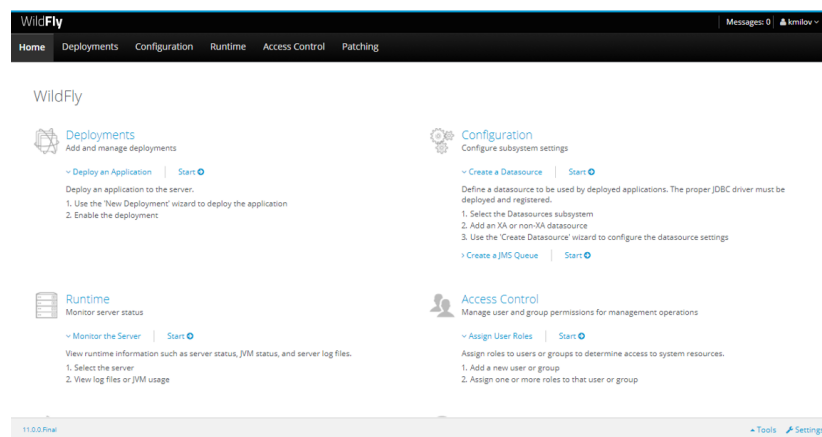 WildFly
Messages: 0 kmilov
Home Deployments Configuration Runtime Access Control Patching
WildFly
Deployments
Add and manage deployments
Deploy an Application Start
Deploy an application to the server.
1. Use the 'New Deployment' wizard to deploy the application
2. Enable the deployment
Configuration
Configure subsystem settings
Create a Datasource Start
Define a datasource to be used by deployed applications. The proper JDBC driver must be
deployed and registered.
1. Select the Datasources subsystem
2. Add an XA or non-XA datasource
3. Use the 'Create Datasource' wizard to configure the datasource settings
Create a JMS Queue Start
Runtime
Monitor server status
Monitor the Server Start
View runtime information such as server status, JVM status, and server log files.
1. Select the server
2. View log files or JVM usage
Access Control
Manage user and group permissions for management operations
Assign User Roles Start
Assign roles to users or groups to determine access to system resources.
1. Add a new user or group
2. Assign one or more roles to that user or group
11.0.0.Final
Tools Settings